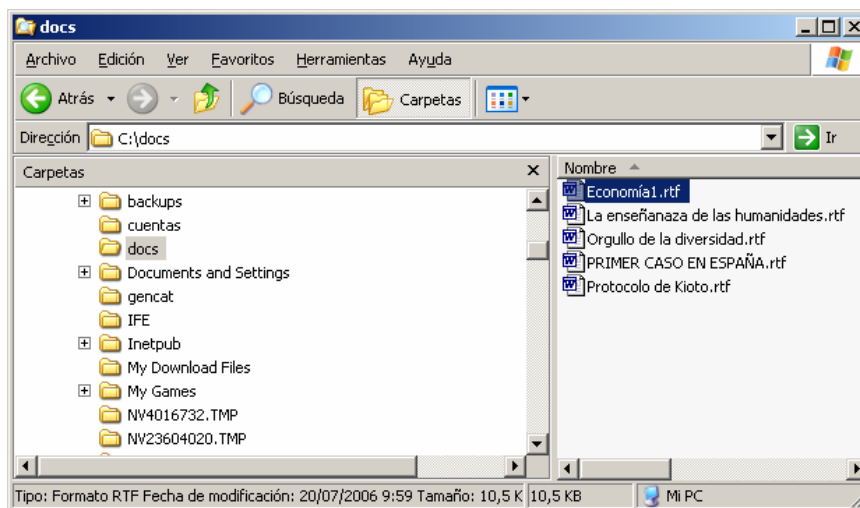 docs
Archivo Edición Ver Favoritos Herramientas Ayuda
Atrás Búsqueda Carpetas
Dirección C:\docs Ir
Carpetas
backups
cuentas
docs
Documents and Settings
gencat
IFE
Inetpub
My Download Files
My Games
NV4016732.TMP
NV23604020.TMP
Nombre
Economía1.rtf
La enseñanaza de las humanidades.rtf
Orgullo de la diversidad.rtf
PRIMER CASO EN ESPAÑA.rtf
Protocolo de Kioto.rtf
Tipo: Formato RTF Fecha de modificación: 20/07/2006 9:59 Tamaño: 10,5 K 10,5 KB Mi PC